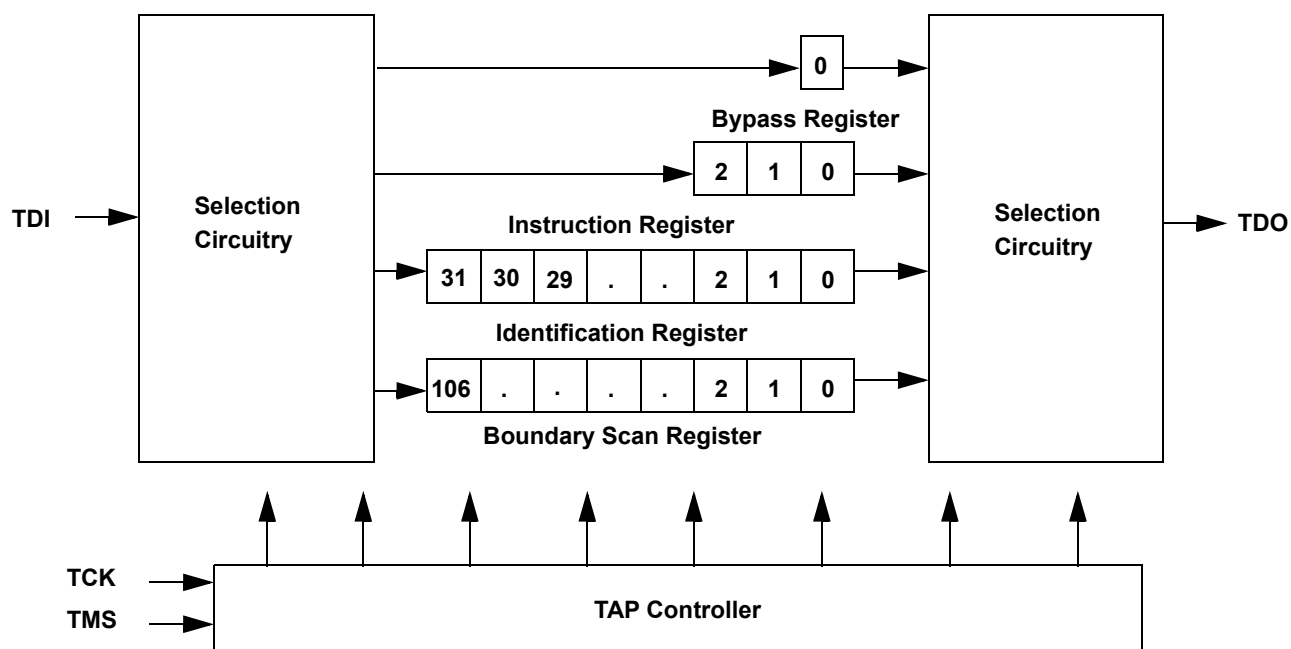 0
Bypass Register
2 1 0
Instruction Register
31 30 29 . . 2 1 0
Identification Register
106 . . . . 2 1 0
Boundary Scan Register
TDI
Selection
Circuitry
Selection
Circuitry
TDO
TCK
TMS
TAP Controller